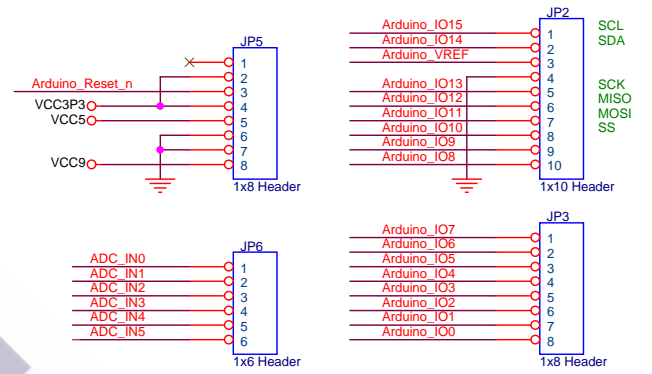 JP5
1
2
Arduino_Reset_n 3
VCC3P3 4
VCC5 5
6
7
VCC9 8
1x8 Header
JP2
Arduino_IO15 1 SCL
Arduino_IO14 2 SDA
Arduino_VREF 3
4
Arduino_IO13 5 SCK
Arduino_IO12 6 MISO
Arduino_IO11 7 MOSI
Arduino_IO10 8 SS
Arduino_IO9 9
Arduino_IO8 10
1x10 Header
JP6
ADC_IN0 1
ADC_IN1 2
ADC_IN2 3
ADC_IN3 4
ADC_IN4 5
ADC_IN5 6
1x6 Header
JP3
Arduino_IO7 1
Arduino_IO6 2
Arduino_IO5 3
Arduino_IO4 4
Arduino_IO3 5
Arduino_IO2 6
Arduino_IO1 7
Arduino_IO0 8
1x8 Header